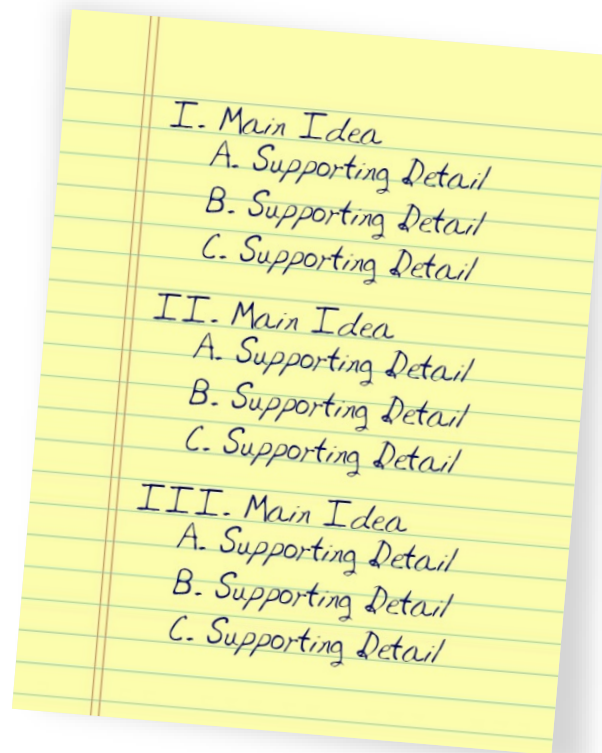 I. Main Idea
A. Supporting Detail
B. Supporting Detail
C. Supporting Detail
II. Main Idea
A. Supporting Detail
B. Supporting Detail
C. Supporting Detail
III. Main Idea
A. Supporting Detail
B. Supporting Detail
C. Supporting Detail